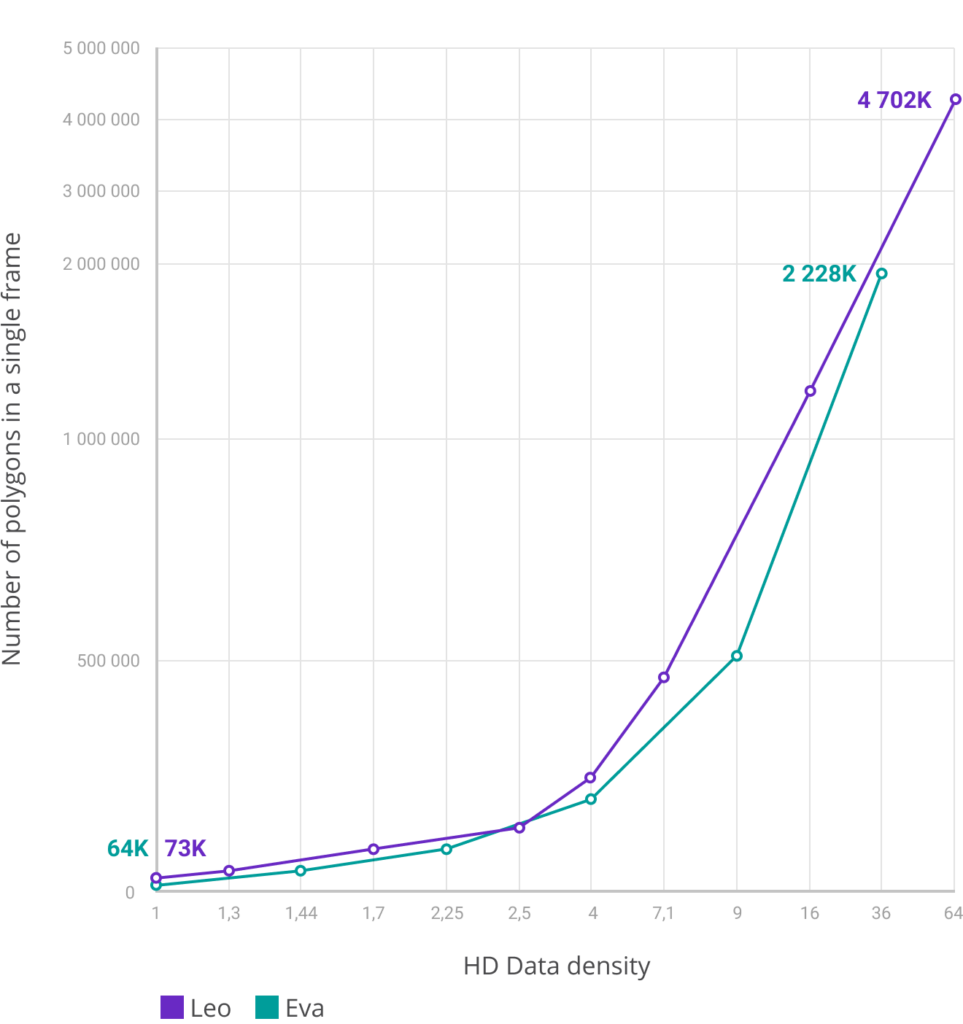 5 000 000
4 702K
4 000 000
3 000 000
2 000 000
2 228K
1 000 000
500 000
64K 73K
0
1 1,3 1,44 1,7 2,25 2,5 4 7,1 9 16 36 64
Number of polygons in a single frame
HD Data density
Leo Eva